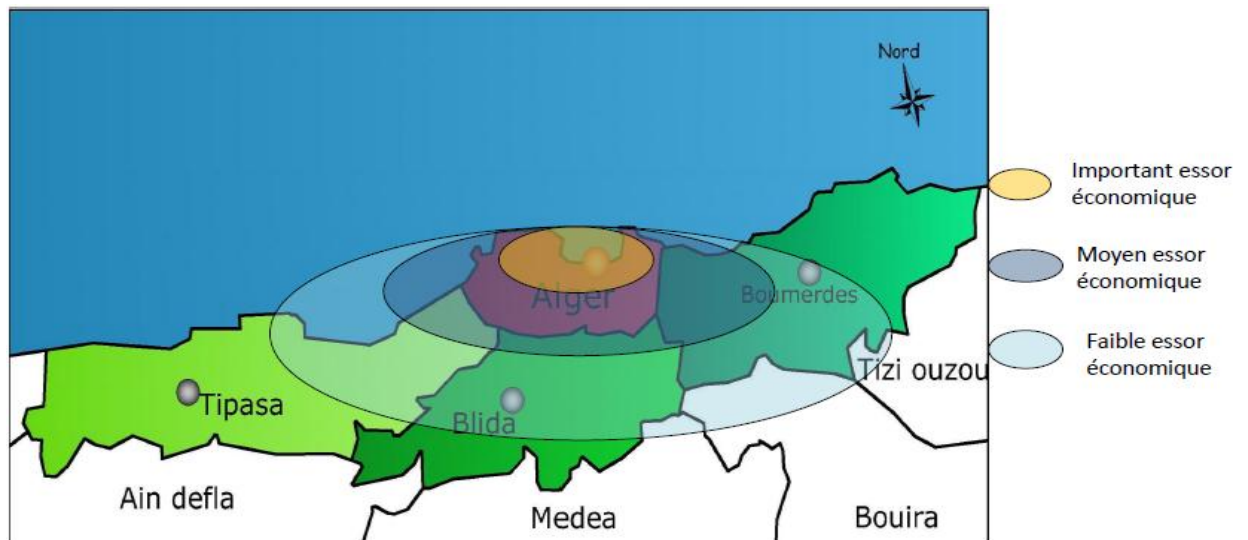 Nord
Important essor
économique
Moyen essor
économique
Faible essor
économique
Alger
Boumerdes
Tizi ouzou
Tipasa
Blida
Ain defla
Medea
Bouira